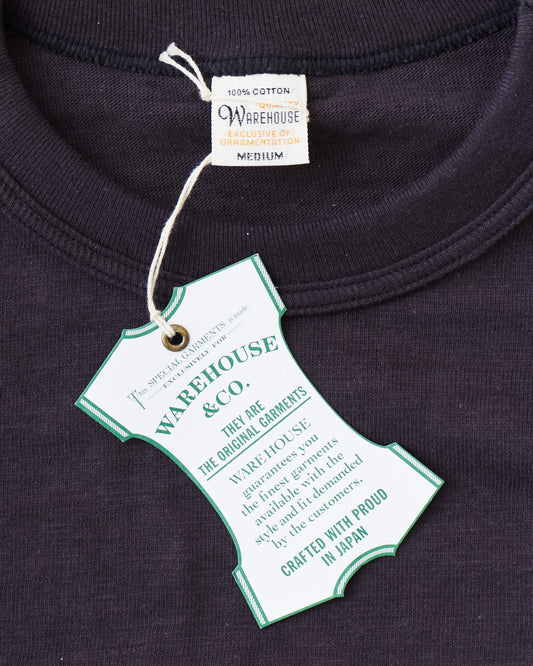 100% COTTON
WAREHOUSE
EXCLUSIVE OF
ORNAMENTATION
MEDIUM
This SPECIAL GARMENTS is made
EXCLUSIVELY FOR
WAREHOUSE
&CO.
THEY ARE
THE ORIGINAL GARMENTS
WAREHOUSE
guarantees you
the finest garments
available with the
style and fit demanded
by the customers.
CRAFTED WITH PROUD
IN JAPAN